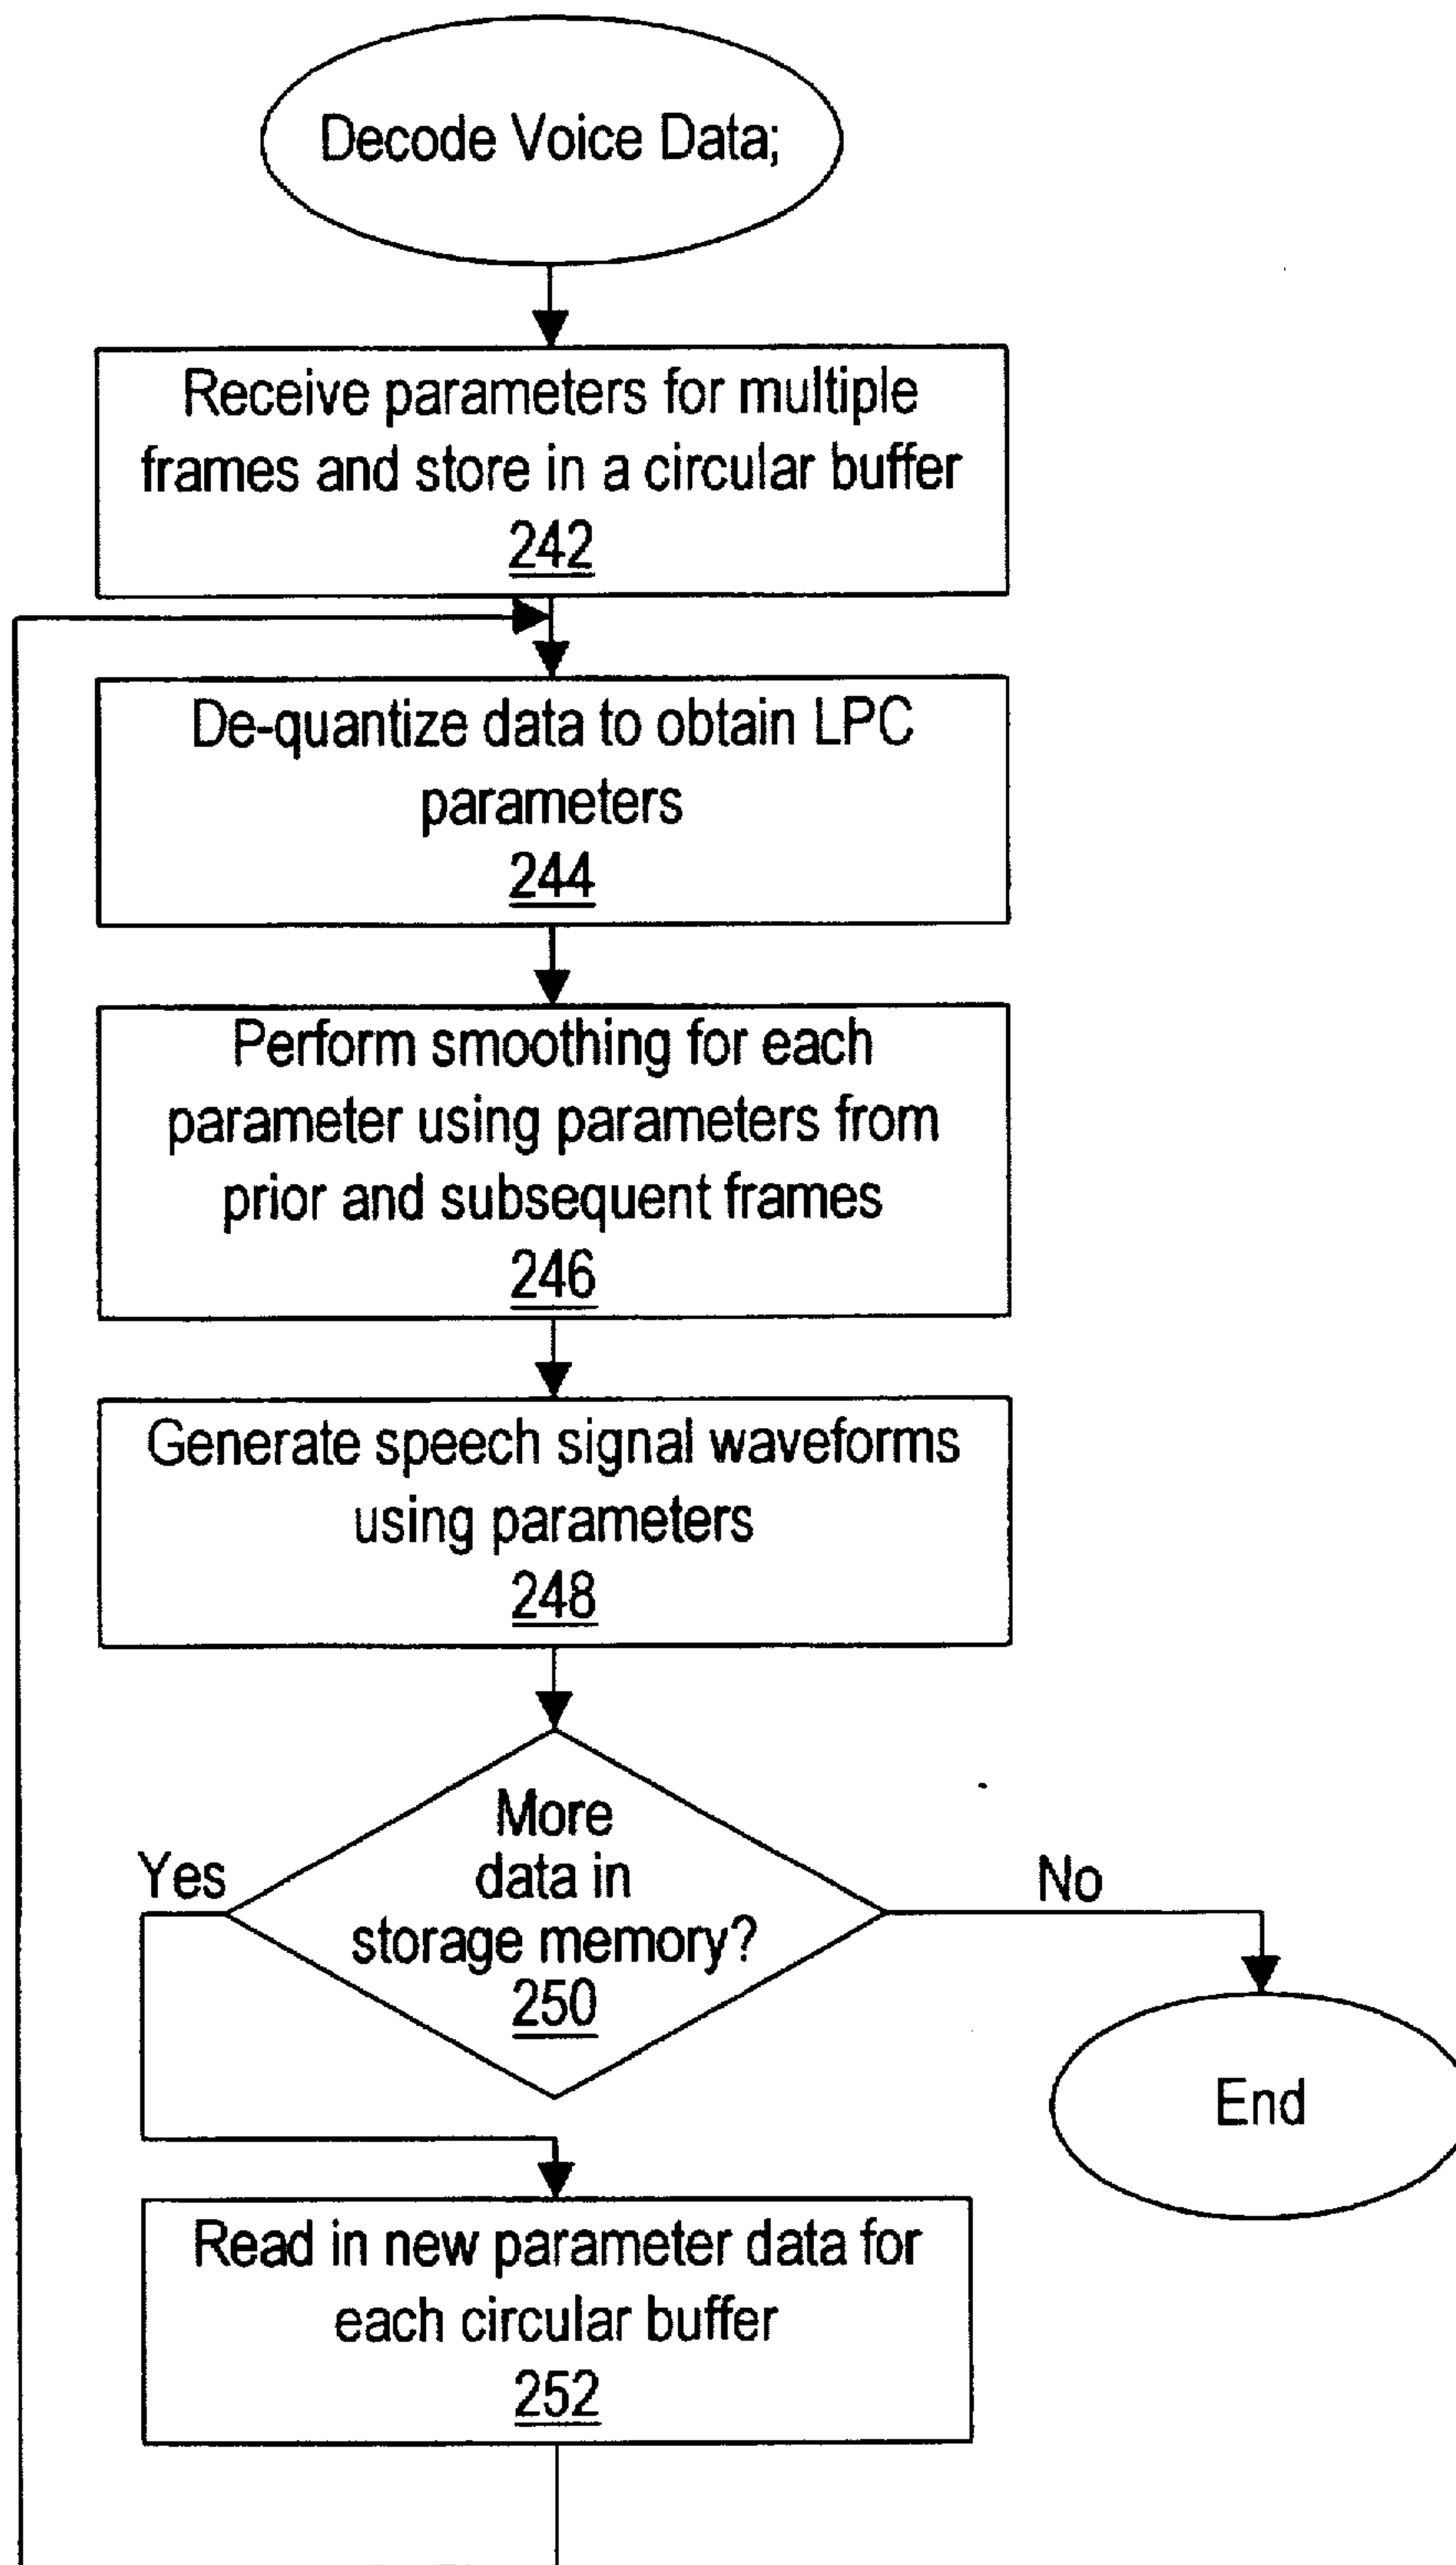 Decode Voice Data;
Receive parameters for multiple
frames and store in a circular buffer
242
De-quantize data to obtain LPC
parameters
244
Perform smoothing for each
parameter using parameters from
prior and subsequent frames
246
Generate speech signal waveforms
using parameters
248
More
data in
storage memory?
250
Yes
No
End
Read in new parameter data for
each circular buffer
252